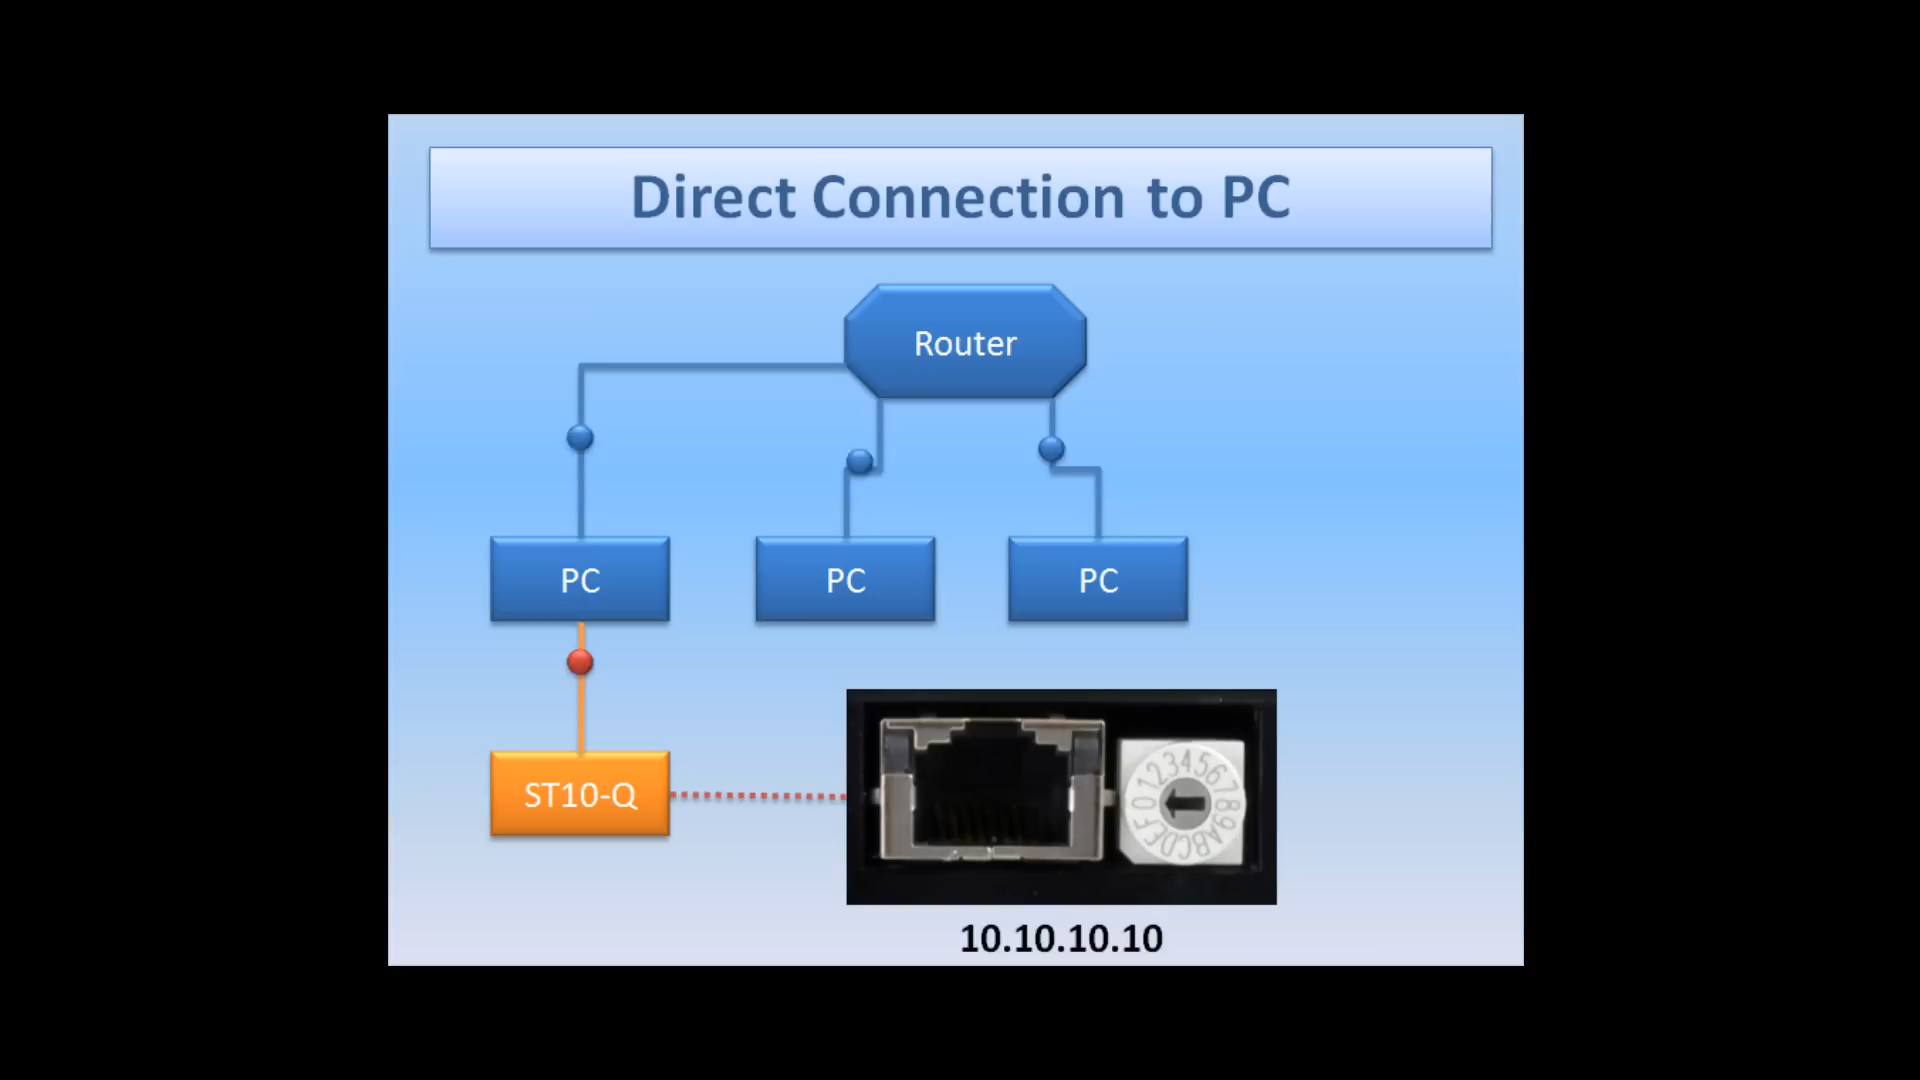 Direct Connection to PC
Router
PC PC PC
ST10-Q
0123456789ABCDEF
10.10.10.10